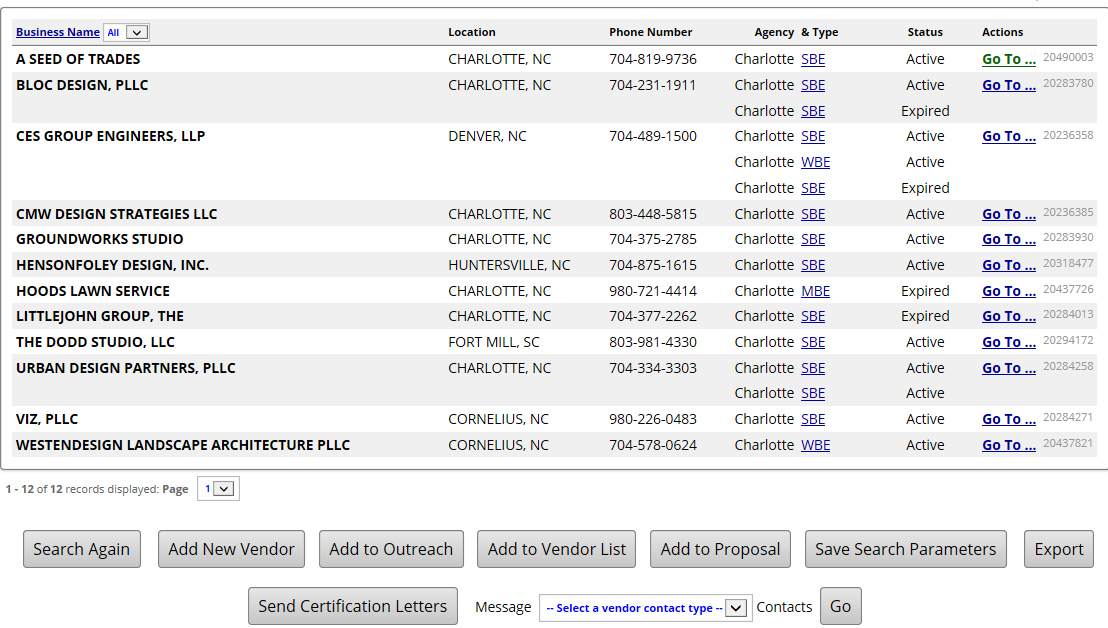 Business Name All Location Phone Number Agency & Type Status Actions
A SEED OF TRADES CHARLOTTE, NC 704-819-9736 Charlotte SBE Active Go To ... 20490003
BLOC DESIGN, PLLC CHARLOTTE, NC 704-231-1911 Charlotte SBE Active Go To ... 20283780
Charlotte SBE Expired
CES GROUP ENGINEERS, LLP DENVER, NC 704-489-1500 Charlotte SBE Active Go To ... 20236358
Charlotte WBE Active
Charlotte SBE Expired
CMW DESIGN STRATEGIES LLC CHARLOTTE, NC 803-448-5815 Charlotte SBE Active Go To ... 20236385
GROUNDWORKS STUDIO CHARLOTTE, NC 704-375-2785 Charlotte SBE Active Go To ... 20283930
HENSONFOLEY DESIGN, INC. HUNTERSVILLE, NC 704-875-1615 Charlotte SBE Active Go To ... 20318477
HOODS LAWN SERVICE CHARLOTTE, NC 980-721-4414 Charlotte MBE Expired Go To ... 20437726
LITTLEJOHN GROUP, THE CHARLOTTE, NC 704-377-2262 Charlotte SBE Expired Go To ... 20284013
THE DODD STUDIO, LLC FORT MILL, SC 803-981-4330 Charlotte SBE Active Go To ... 20294172
URBAN DESIGN PARTNERS, PLLC CHARLOTTE, NC 704-334-3303 Charlotte SBE Active Go To ... 20284258
Charlotte SBE Active
VIZ, PLLC CORNELIUS, NC 980-226-0483 Charlotte SBE Active Go To ... 20284271
WESTENDESIGN LANDSCAPE ARCHITECTURE PLLC CORNELIUS, NC 704-578-0624 Charlotte WBE Active Go To ... 20437821
1 - 12 of 12 records displayed: Page 1
Search Again Add New Vendor Add to Outreach Add to Vendor List Add to Proposal Save Search Parameters Export
Send Certification Letters Message -- Select a vendor contact type -- Contacts Go